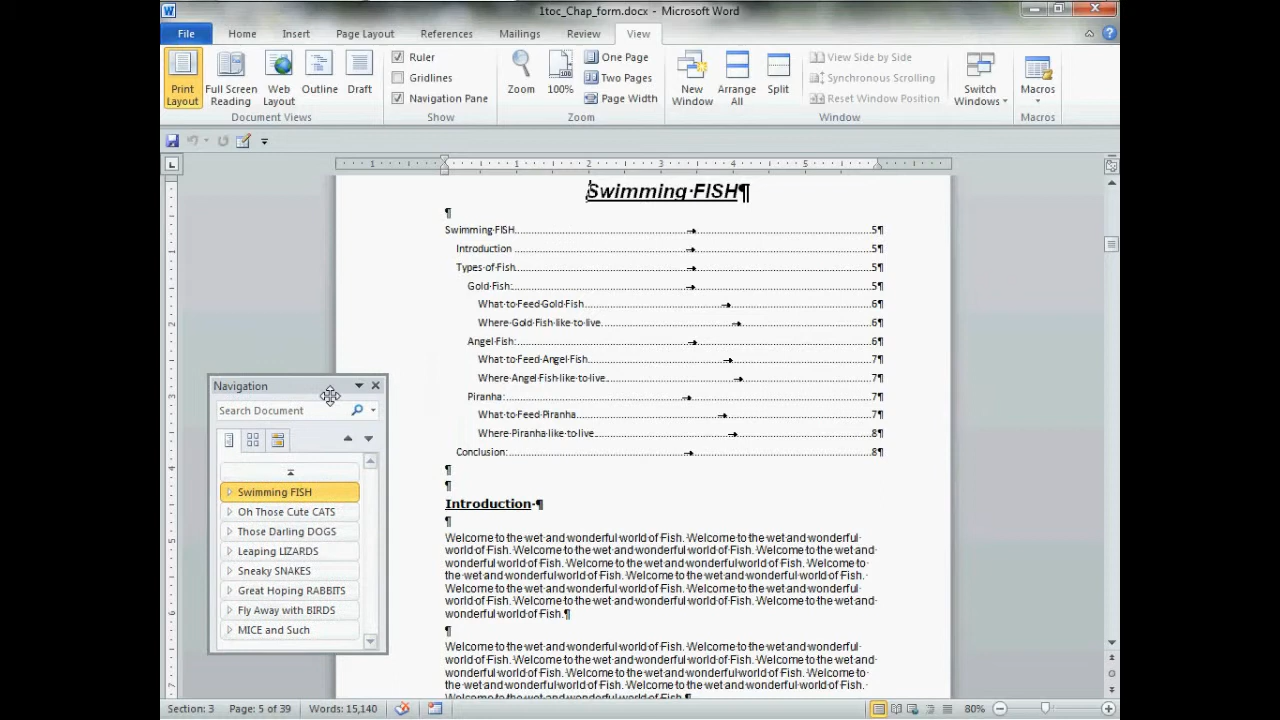 1toc_Chap_form.docx - Microsoft Word
File Home Insert Page Layout References Mailings Review View
Print Layout
Full Screen Reading
Web Layout
Outline
Draft
Ruler
Gridlines
Navigation Pane
Zoom
100%
One Page
Two Pages
Page Width
New Window
Arrange All
Split
View Side by Side
Synchronous Scrolling
Reset Window Position
Switch Windows
Macros
Document Views Show Zoom Window Macros
1 1 2 3 4 5
Swimming·FISH¶
¶
Swimming·FISH 5¶
Introduction 5¶
Types·of·Fish 5¶
Gold·Fish: 5¶
What·to·Feed·Gold·Fish 6¶
Where·Gold·Fish·like·to·live 6¶
Angel·Fish: 6¶
What·to·Feed·Angel·Fish 7¶
Where·Angel·Fish·like·to·live 7¶
Piranha: 7¶
What·to·Feed·Piranha 7¶
Where·Piranha·like·to·live 8¶
Conclusion: 8¶
¶
¶
Introduction·¶
¶
Welcome·to·the·wet·and·wonderful·world·of·Fish.·Welcome·to·the·wet·and·wonderful·
world·of·Fish.·Welcome·to·the·wet·and·wonderful·world·of·Fish.·Welcome·to·the·wet·and·
wonderful·world·of·Fish.·Welcome·to·the·wet·and·wonderful·world·of·Fish.·Welcome·to·
the·wet·and·wonderful·world·of·Fish.·Welcome·to·the·wet·and·wonderful·world·of·Fish.·
Welcome·to·the·wet·and·wonderful·world·of·Fish.·Welcome·to·the·wet·and·wonderful·
world·of·Fish.·Welcome·to·the·wet·and·wonderful·world·of·Fish.·Welcome·to·the·wet·and·
wonderful·world·of·Fish.¶
¶
Welcome·to·the·wet·and·wonderful·world·of·Fish.·Welcome·to·the·wet·and·wonderful·
world·of·Fish.·Welcome·to·the·wet·and·wonderful·world·of·Fish.·Welcome·to·the·wet·and·
wonderful·world·of·Fish.·Welcome·to·the·wet·and·wonderful·world·of·Fish.·Welcome·to·
the·wet·and·wonderful·world·of·Fish.·Welcome·to·the·wet·and·wonderful·world·of·Fish.·
Navigation
Search Document
Swimming FISH
Oh Those Cute CATS
Those Darling DOGS
Leaping LIZARDS
Sneaky SNAKES
Great Hoping RABBITS
Fly Away with BIRDS
MICE and Such
Section: 3 Page: 5 of 39 Words: 15,140 80%